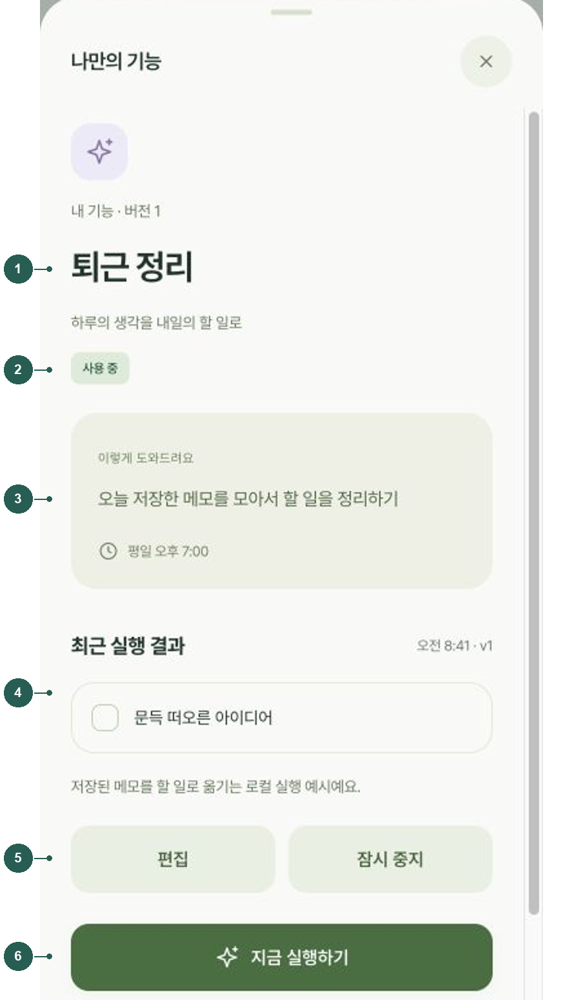 나만의 기능
내 기능 · 버전 1
1
퇴근 정리
하루의 생각을 내일의 할 일로
2
사용 중
이렇게 도와드려요
3
오늘 저장한 메모를 모아서 할 일을 정리하기
평일 오후 7:00
최근 실행 결과
오전 8:41 · v1
4
문득 떠오른 아이디어
저장된 메모를 할 일로 옮기는 로컬 실행 예시예요.
5
편집
잠시 중지
6
지금 실행하기